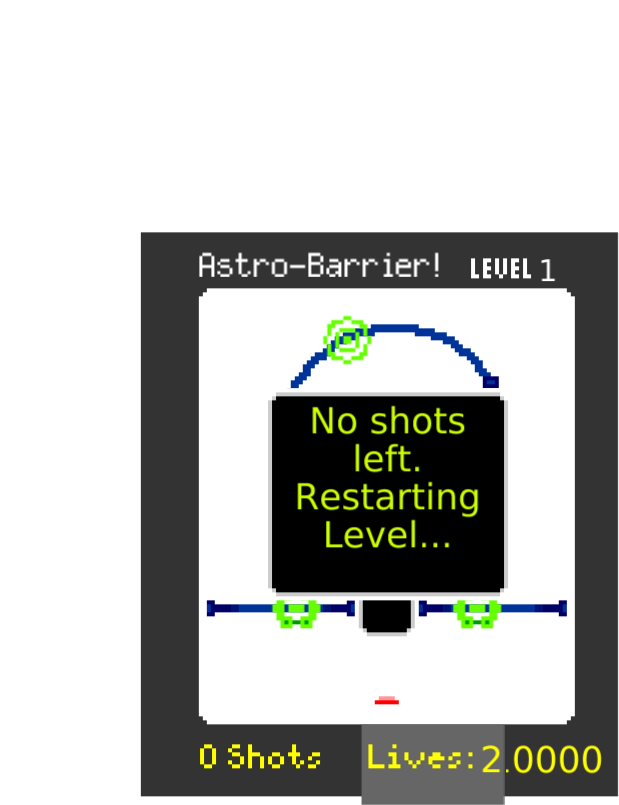 Astro-Barrier! LEVEL 1
No shots
left.
Restarting
Level...
0 Shots Lives: 2.0000